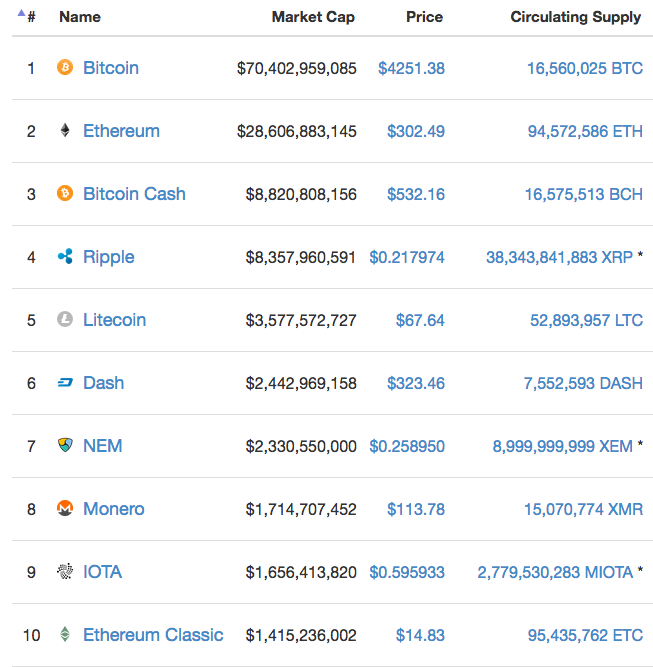 # Name Market Cap Price Circulating Supply
1 Bitcoin $70,402,959,085 $4251.38 16,560,025 BTC
2 Ethereum $28,606,883,145 $302.49 94,572,586 ETH
3 Bitcoin Cash $8,820,808,156 $532.16 16,575,513 BCH
4 Ripple $8,357,960,591 $0.217974 38,343,841,883 XRP *
5 Litecoin $3,577,572,727 $67.64 52,893,957 LTC
6 Dash $2,442,969,158 $323.46 7,552,593 DASH
7 NEM $2,330,550,000 $0.258950 8,999,999,999 XEM *
8 Monero $1,714,707,452 $113.78 15,070,774 XMR
9 IOTA $1,656,413,820 $0.595933 2,779,530,283 MIOTA *
10 Ethereum Classic $1,415,236,002 $14.83 95,435,762 ETC